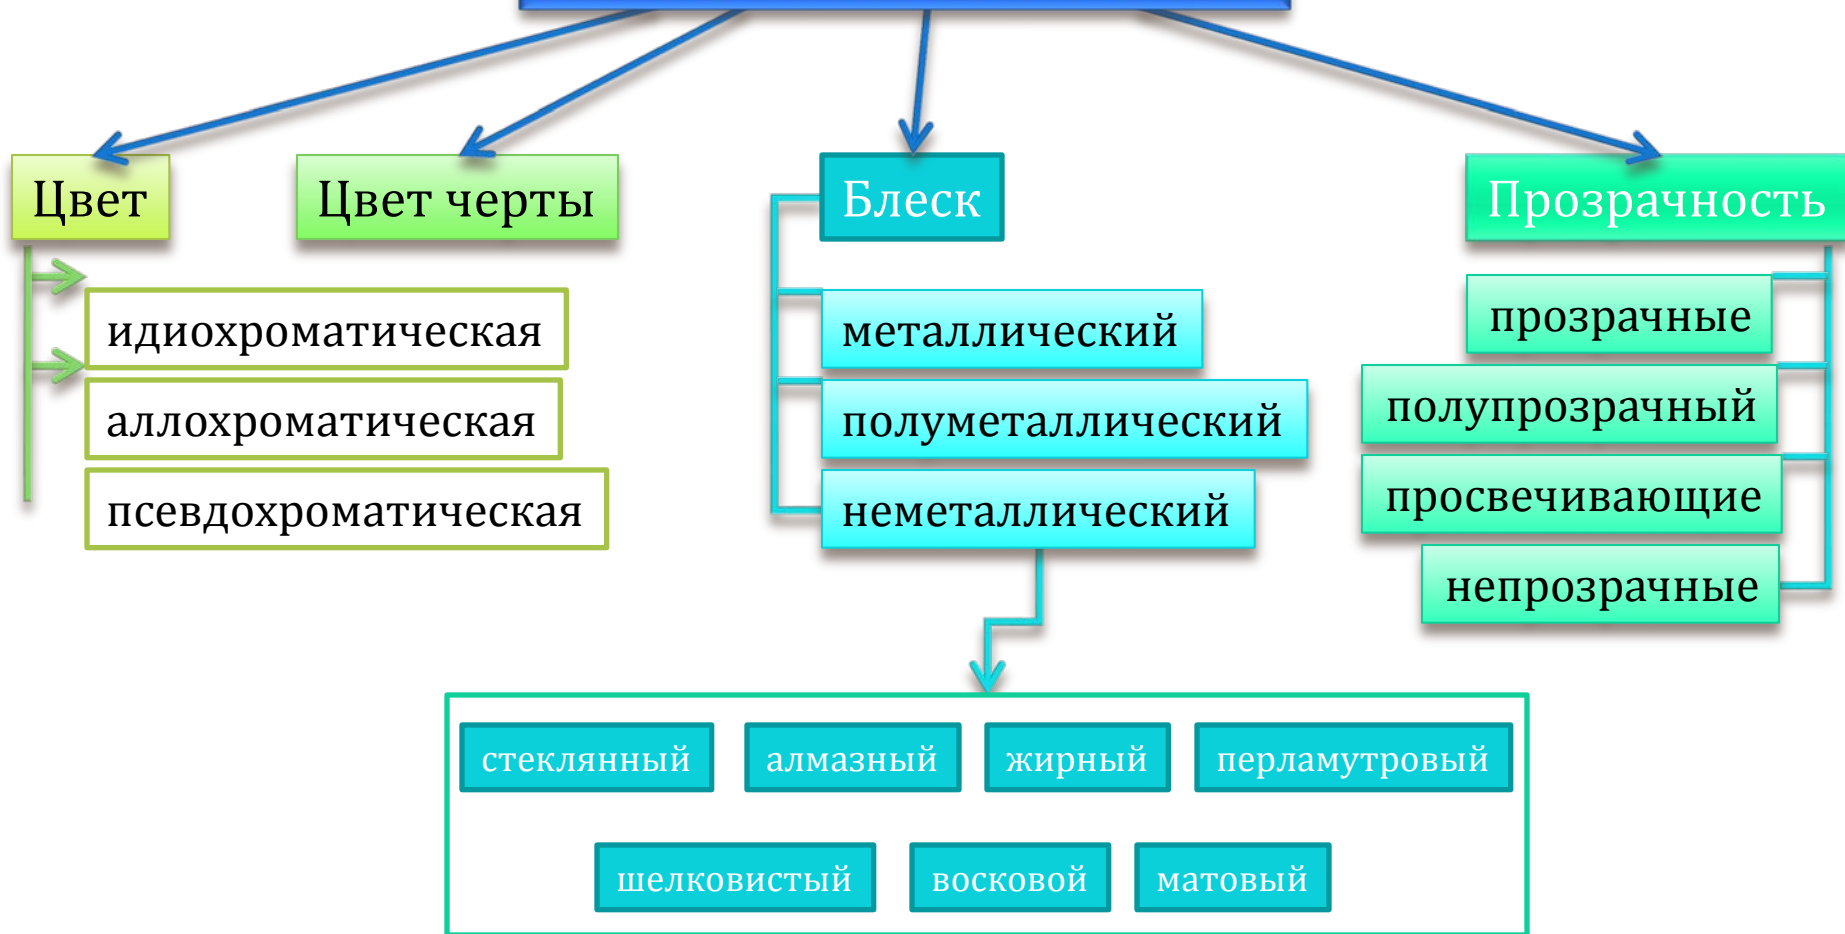 Цвет
Цвет черты
Блеск
Прозрачность
идиохроматическая
аллохроматическая
псевдохроматическая
металлический
полуметаллический
неметаллический
прозрачные
полупрозрачный
просвечивающие
непрозрачные
стеклянный
алмазный
жирный
перламутровый
шелковистый
восковой
матовый